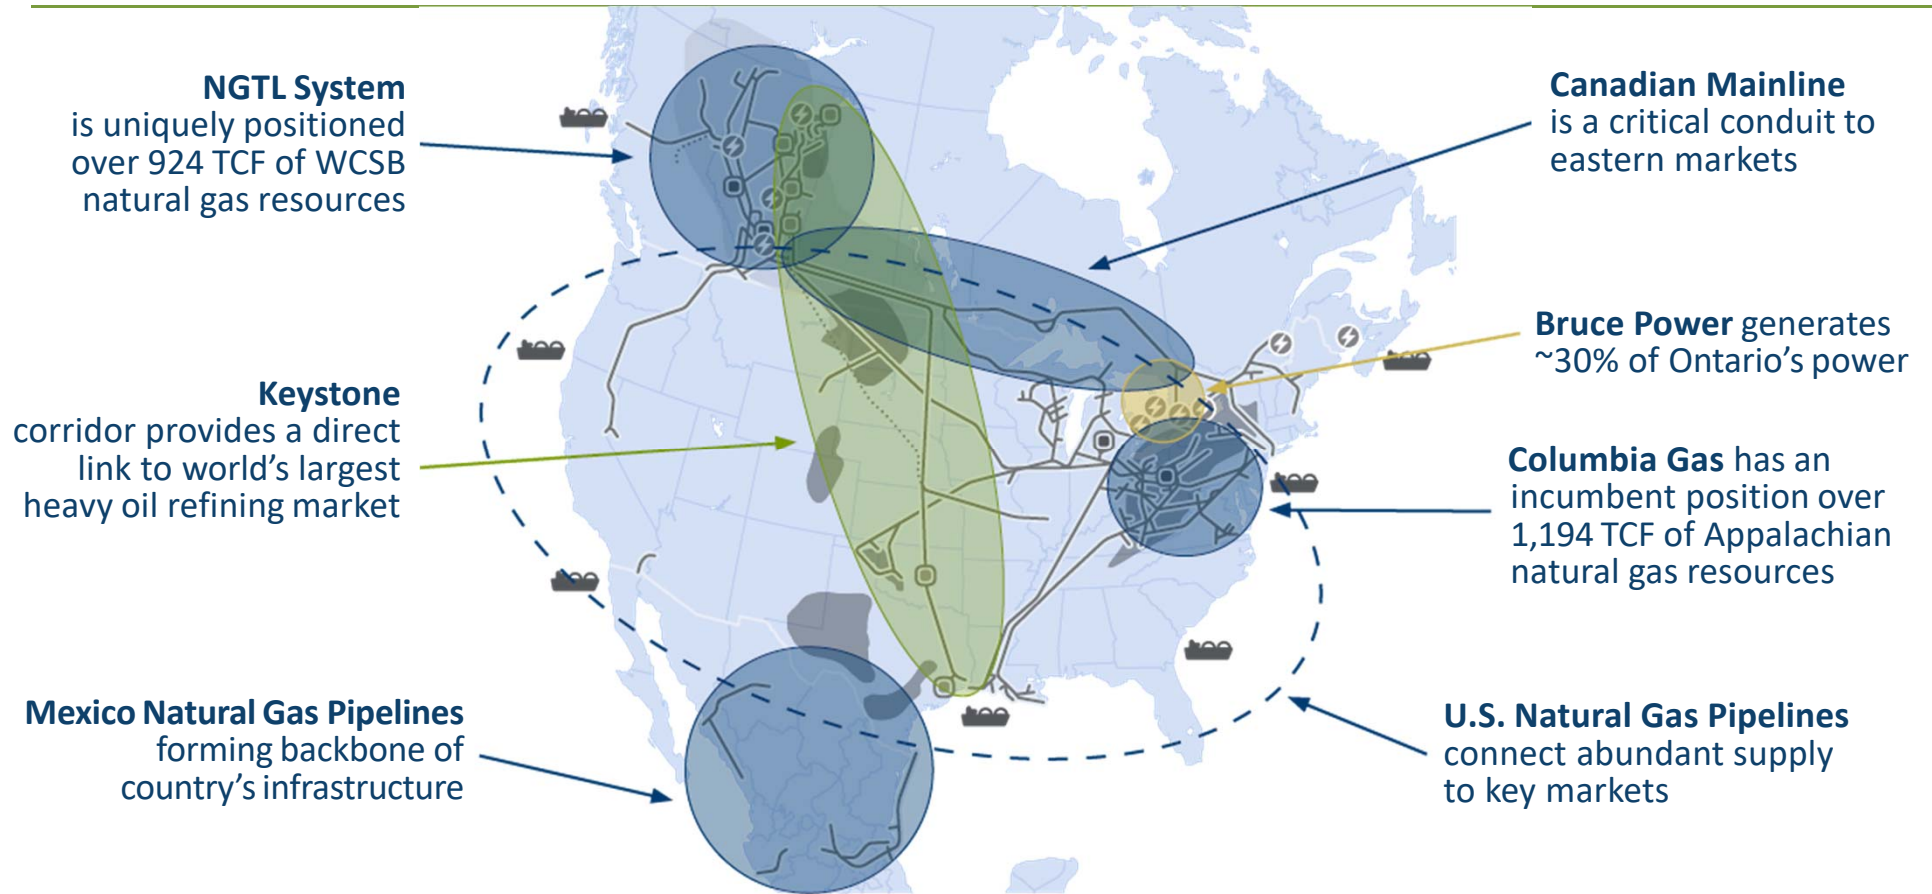 NGTL System
is uniquely positioned
over 924 TCF of WCSB
natural gas resources
Keystone
corridor provides a direct
link to world’s largest
heavy oil refining market
Mexico Natural Gas Pipelines
forming backbone of
country’s infrastructure
Canadian Mainline
is a critical conduit to
eastern markets
Bruce Power generates
~30% of Ontario’s power
Columbia Gas has an
incumbent position over
1,194 TCF of Appalachian
natural gas resources
U.S. Natural Gas Pipelines
connect abundant supply
to key markets